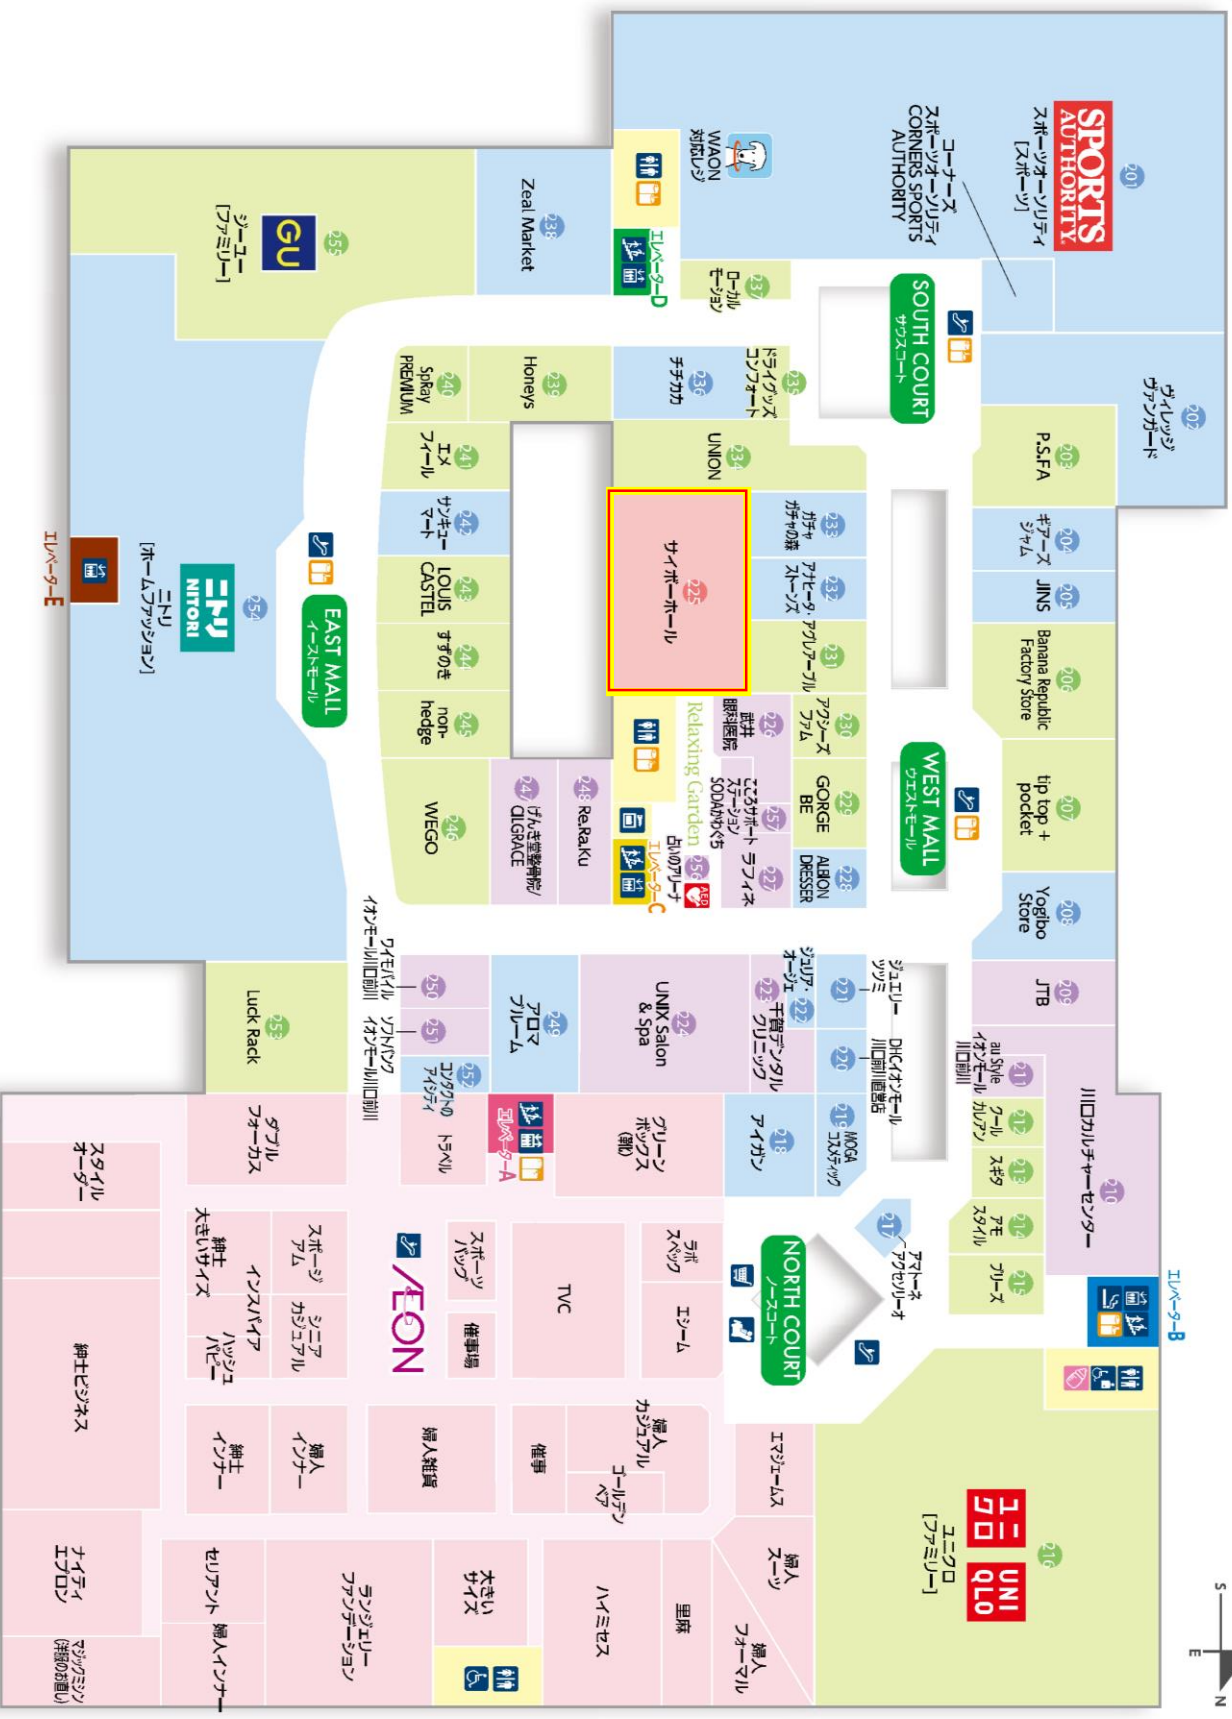 SPORTS
AUTHORITY
スポーツオーソリティ
[スポーツ]
201
コーナーズ
スポーツオーソリティ
CORNERS SPORTS
AUTHORITY
WAON
対応レジ
202
ヴィレッジ
ヴァンガード
203
P.S.FA
204
ギアーズ
ジャム
205
JINS
206
Banana Republic
Factory Store
207
tip top +
pocket
208
Yogibo
Store
209
JTB
210
川口カルチャーセンター
211
au Style
イオンモール
川口前川
212
クール
カレアン
213
スギタ
214
アモ
スタイル
215
ブリーズ
エレベーターB
SOUTH COURT
サウスコート
WEST MALL
ウエストモール
NORTH COURT
ノースコート
EAST MALL
イーストモール
216
ユニ
クロ
UNI
QLO
ユニクロ
[ファミリー]
217
アマトーネ
アクセソリーオ
218
アイガン
219
MOGA
コスメティック
220
DHCイオンモール
川口前川直営店
221
ジュエリー
ツツミ
222
ジュリア・
オージェ
223
千賀デンタル
クリニック
224
UNIX Salon
& Spa
225
サイボーホール
226
武井
眼科医院
257
こころサポート
ステーション
SODAかわぐち
227
ラフィネ
228
ALBION
DRESSER
229
GORGE
BE
230
アクシーズ
ファム
231
アグレアーブル
232
アナヒータ・
ストーンズ
233
ガチャ
ガチャの森
234
UNION
235
ドライグッズ
コンフォート
236
チチカカ
237
ローカル
モーション
エレベーターD
238
Zeal Market
239
Honeys
240
SpRay
PREMIUM
241
エメ
フィール
242
サンキュー
マート
243
LOUIS
CASTEL
244
すずのき
245
non-
hedge
246
WEGO
247
げんき堂整骨院/
CILGRACE
248
Re.Ra.Ku
Relaxing Garden
256
占いのアリーナ
AED
エレベーターC
249
アロマ
ブルーム
250
ワイモバイル
イオンモール川口前川
251
ソフトバンク
イオンモール川口前川
252
コンタクトの
アイシティ
253
Luck Rack
254
ニトリ
NITORI
ニトリ
[ホームファッション]
エレベーターE
255
GU
ジーユー
[ファミリー]
エレベーターA
トラベル
グリーン
ボックス
(靴)
ダブル
フォーカス
スタイル
オーダー
紳士ビジネス
紳士
大きいサイズ
スポージ
アム
インスパイア
シニア
カジュアル
ハッシュ
パピー
ÆON
スポーツ
バッグ
催事場
TVC
ラボ
スペック
エシーム
紳士
インナー
婦人
インナー
婦人雑貨
催事
婦人
カジュアル
ゴールデン
ベア
エマジェームス
婦人
スーツ
婦人
フォーマル
里麻
ハイミセス
大きい
サイズ
ランジェリー
ファンデーション
セリアント
婦人インナー
ナイティ
エプロン
マジックミシン
(洋服のお直し)
S
E
N